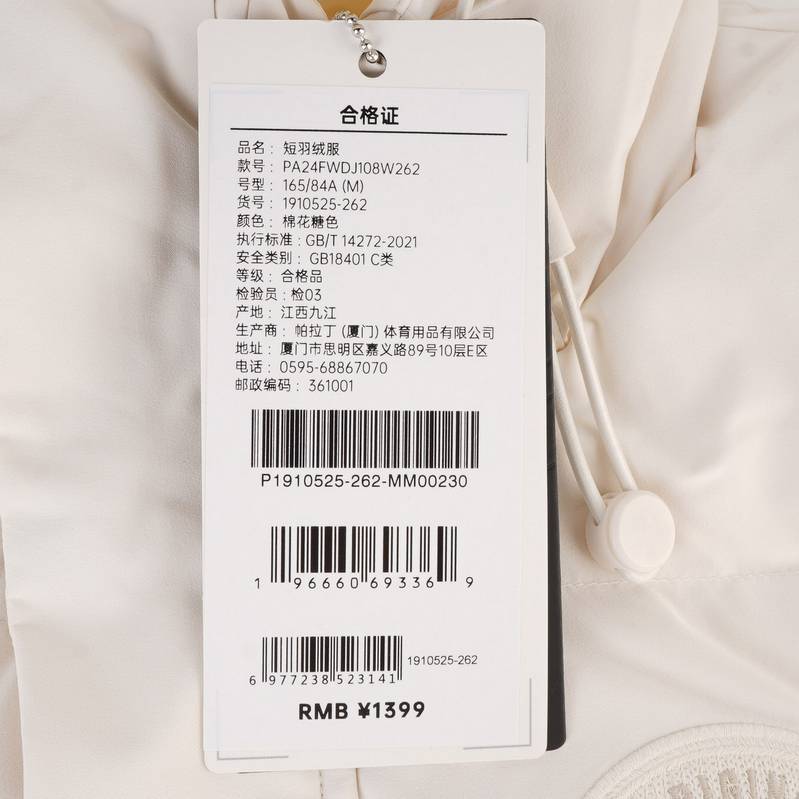 合格证
品名： 短羽绒服
款号： PA24FWDJ108W262
号型： 165/84A (M)
货号： 1910525-262
颜色： 棉花糖色
执行标准：GB/T 14272-2021
安全类别： GB18401 C类
等级： 合格品
检验员：检03
产地： 江西九江
生产商： 帕拉丁 (厦门) 体育用品有限公司
地址： 厦门市思明区嘉义路89号10层E区
电话： 0595-68867070
邮政编码： 361001
P1910525-262-MM00230
1 96660 69336 9
1910525-262
6 977238 523141
RMB ¥1399